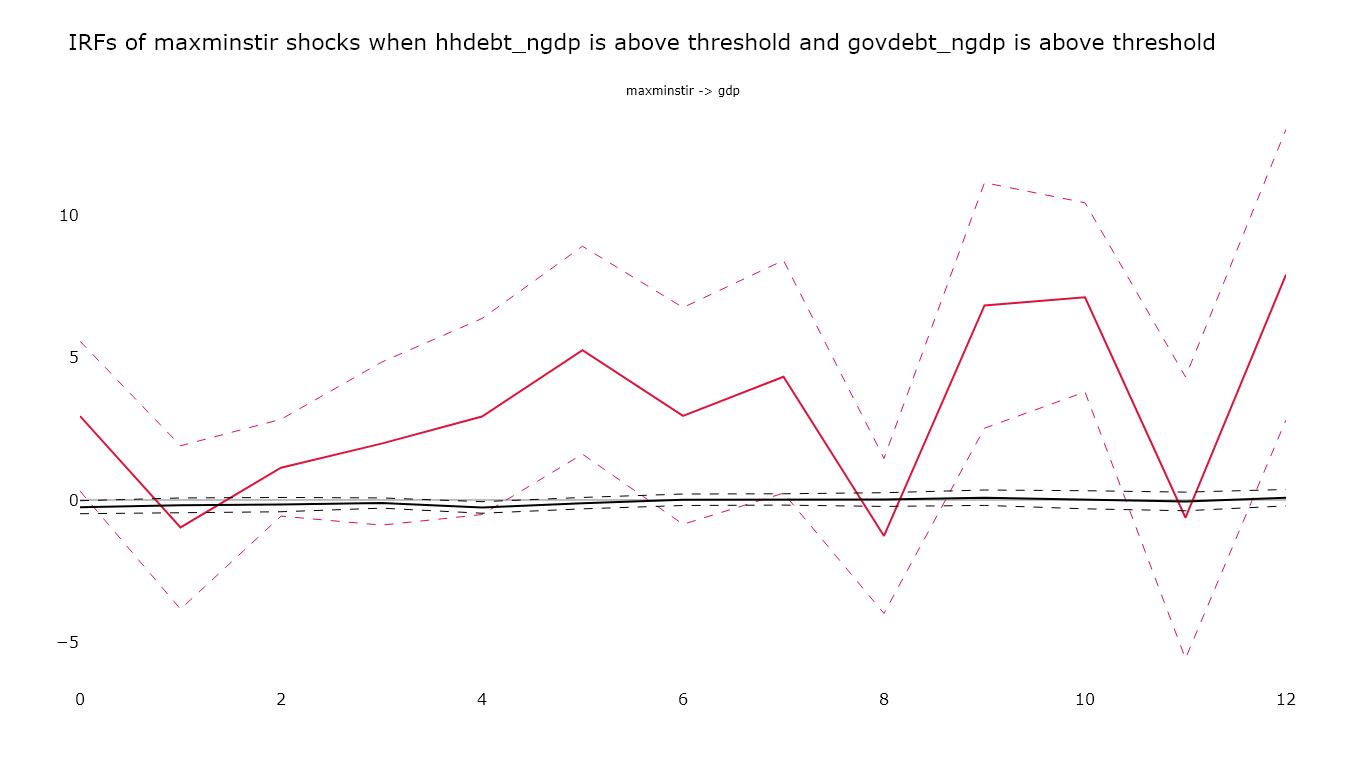 IRFs of maxminstir shocks when hhdebt_ngdp is above threshold and govdebt_ngdp is above threshold
maxminstir -> gdp
10
5
0
−5
0 2 4 6 8 10 12